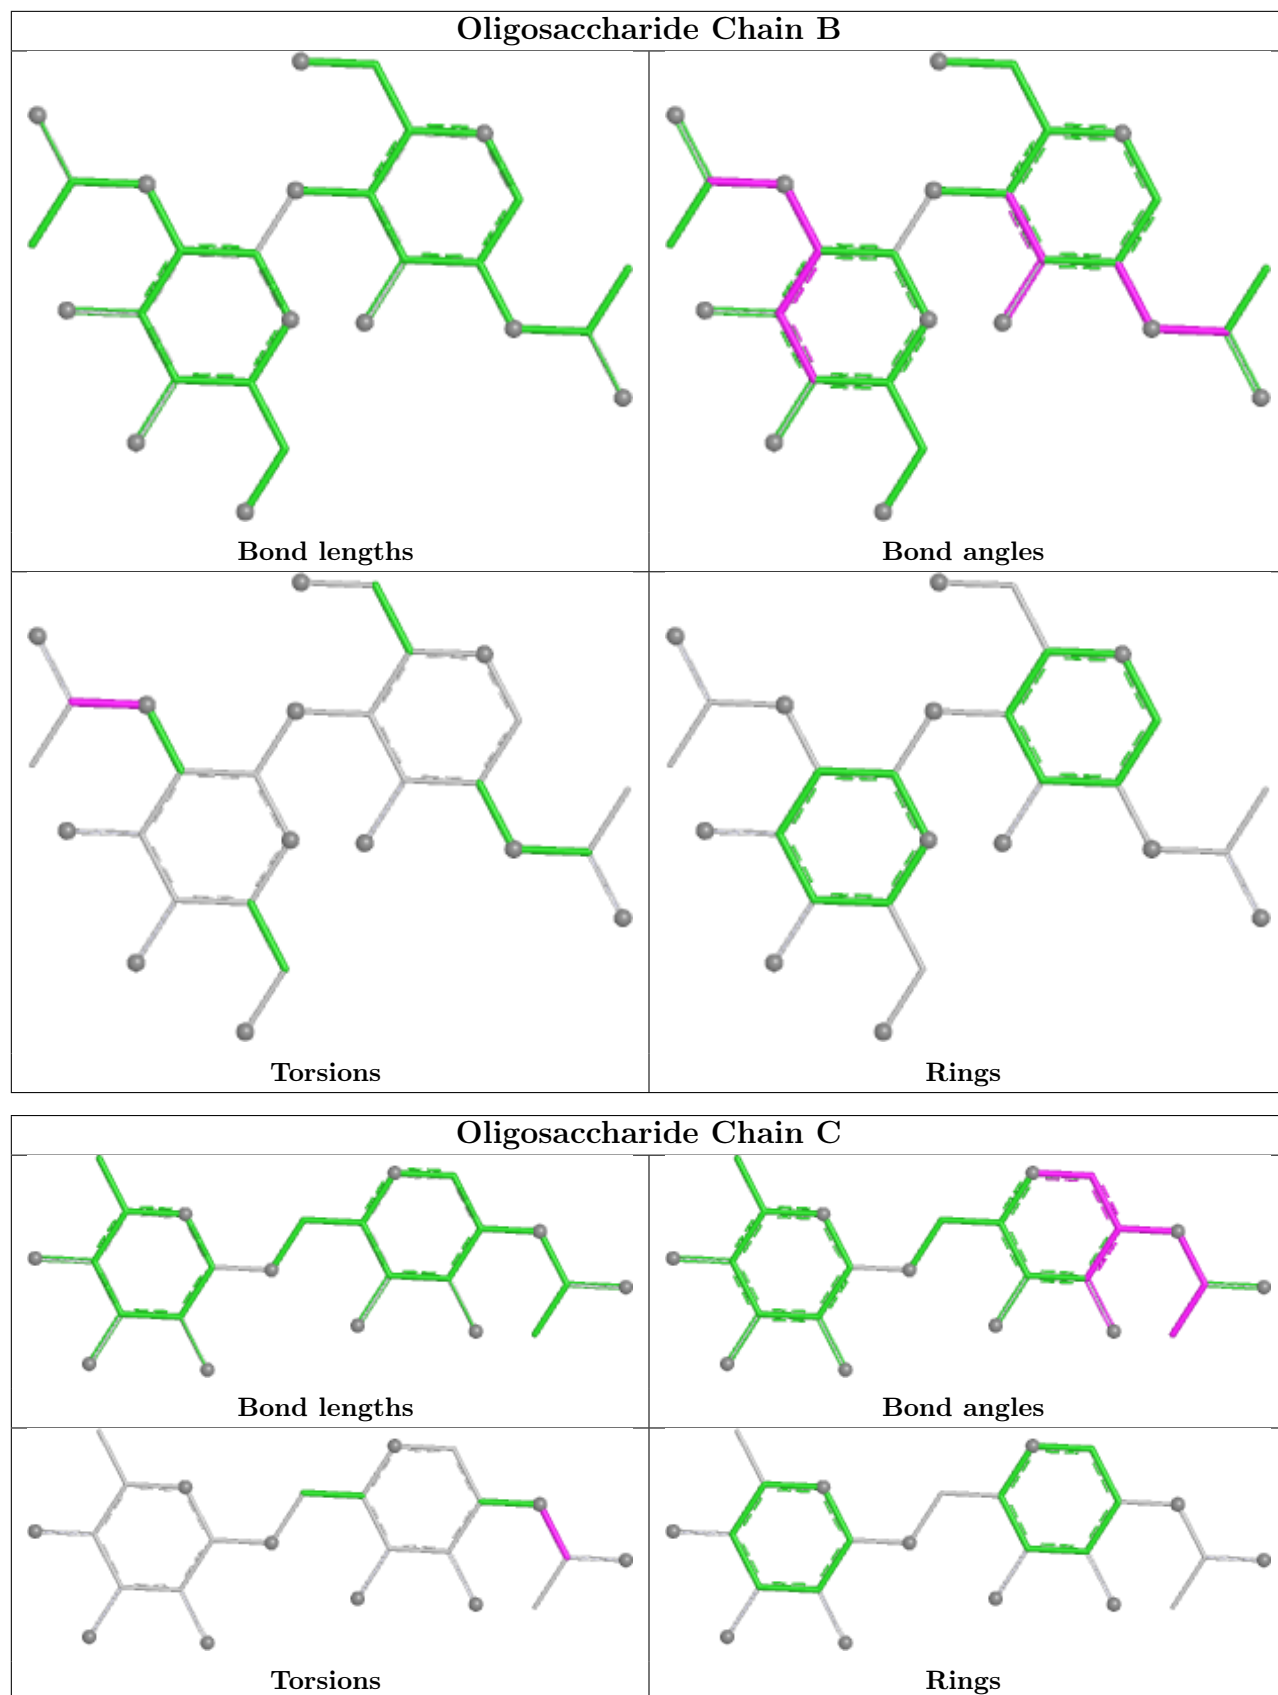 Oligosaccharide Chain B
Bond lengths
Bond angles
Torsions
Rings
Oligosaccharide Chain C
Bond lengths
Bond angles
Torsions
Rings